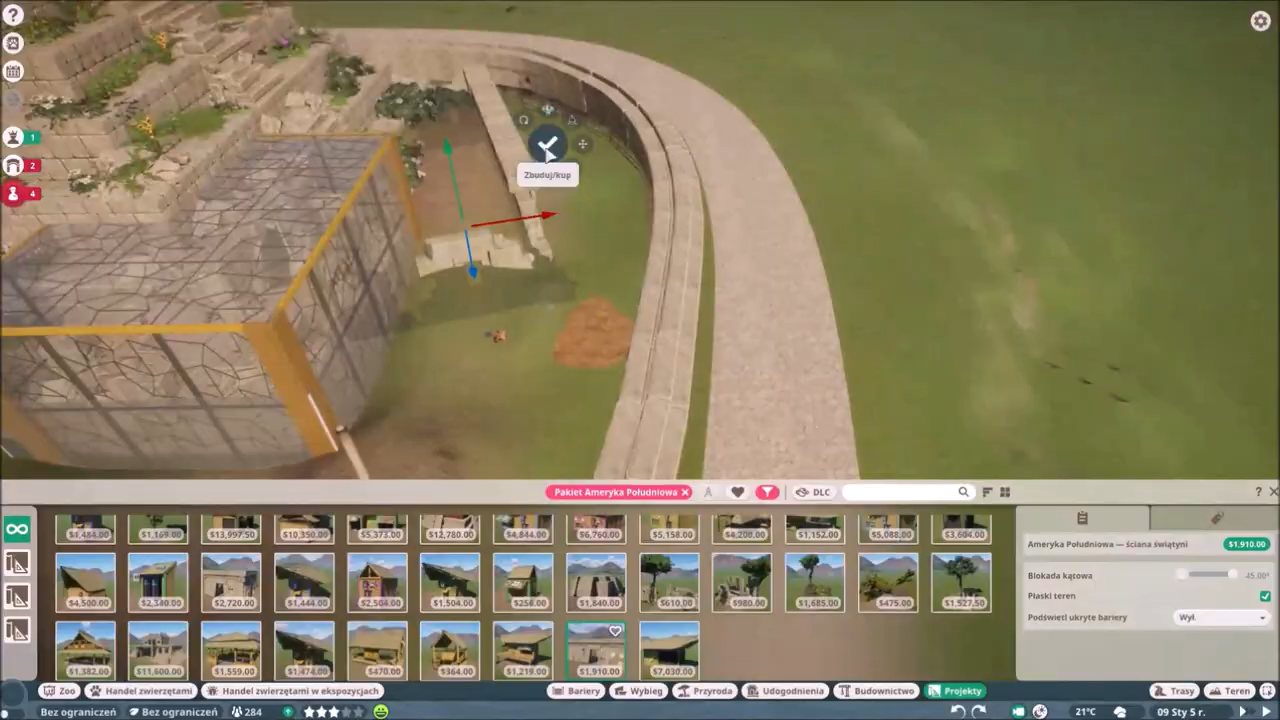 ?
1
2
4
Zbuduj/kup
Pakiet Ameryka Południowa ×
DLC
? ×
$1,484.00 $1,169.00 $13,997.50 $10,350.00 $5,373.00 $12,780.00 $4,844.00 $6,760.00 $5,158.00 $4,200.00 $1,152.00 $5,088.00 $3,604.00
$4,500.00 $2,340.00 $2,720.00 $1,444.00 $2,504.00 $1,504.00 $256.00 $1,840.00 $610.00 $980.00 $1,685.00 $475.00 $1,527.50
$1,382.00 $11,600.00 $1,559.00 $1,474.00 $470.00 $364.00 $1,219.00 $1,910.00 $7,030.00
Ameryka Południowa — ściana świątyni $1,910.00
Blokada kątowa 45.00°
Płaski teren
Podświetl ukryte bariery Wył.
Zoo Handel zwierzętami Handel zwierzętami w ekspozycjach Bariery Wybieg Przyroda Udogodnienia Budownictwo Projekty Trasy Teren
Bez ograniczeń Bez ograniczeń 284 21°C 09 Sty 5 r.